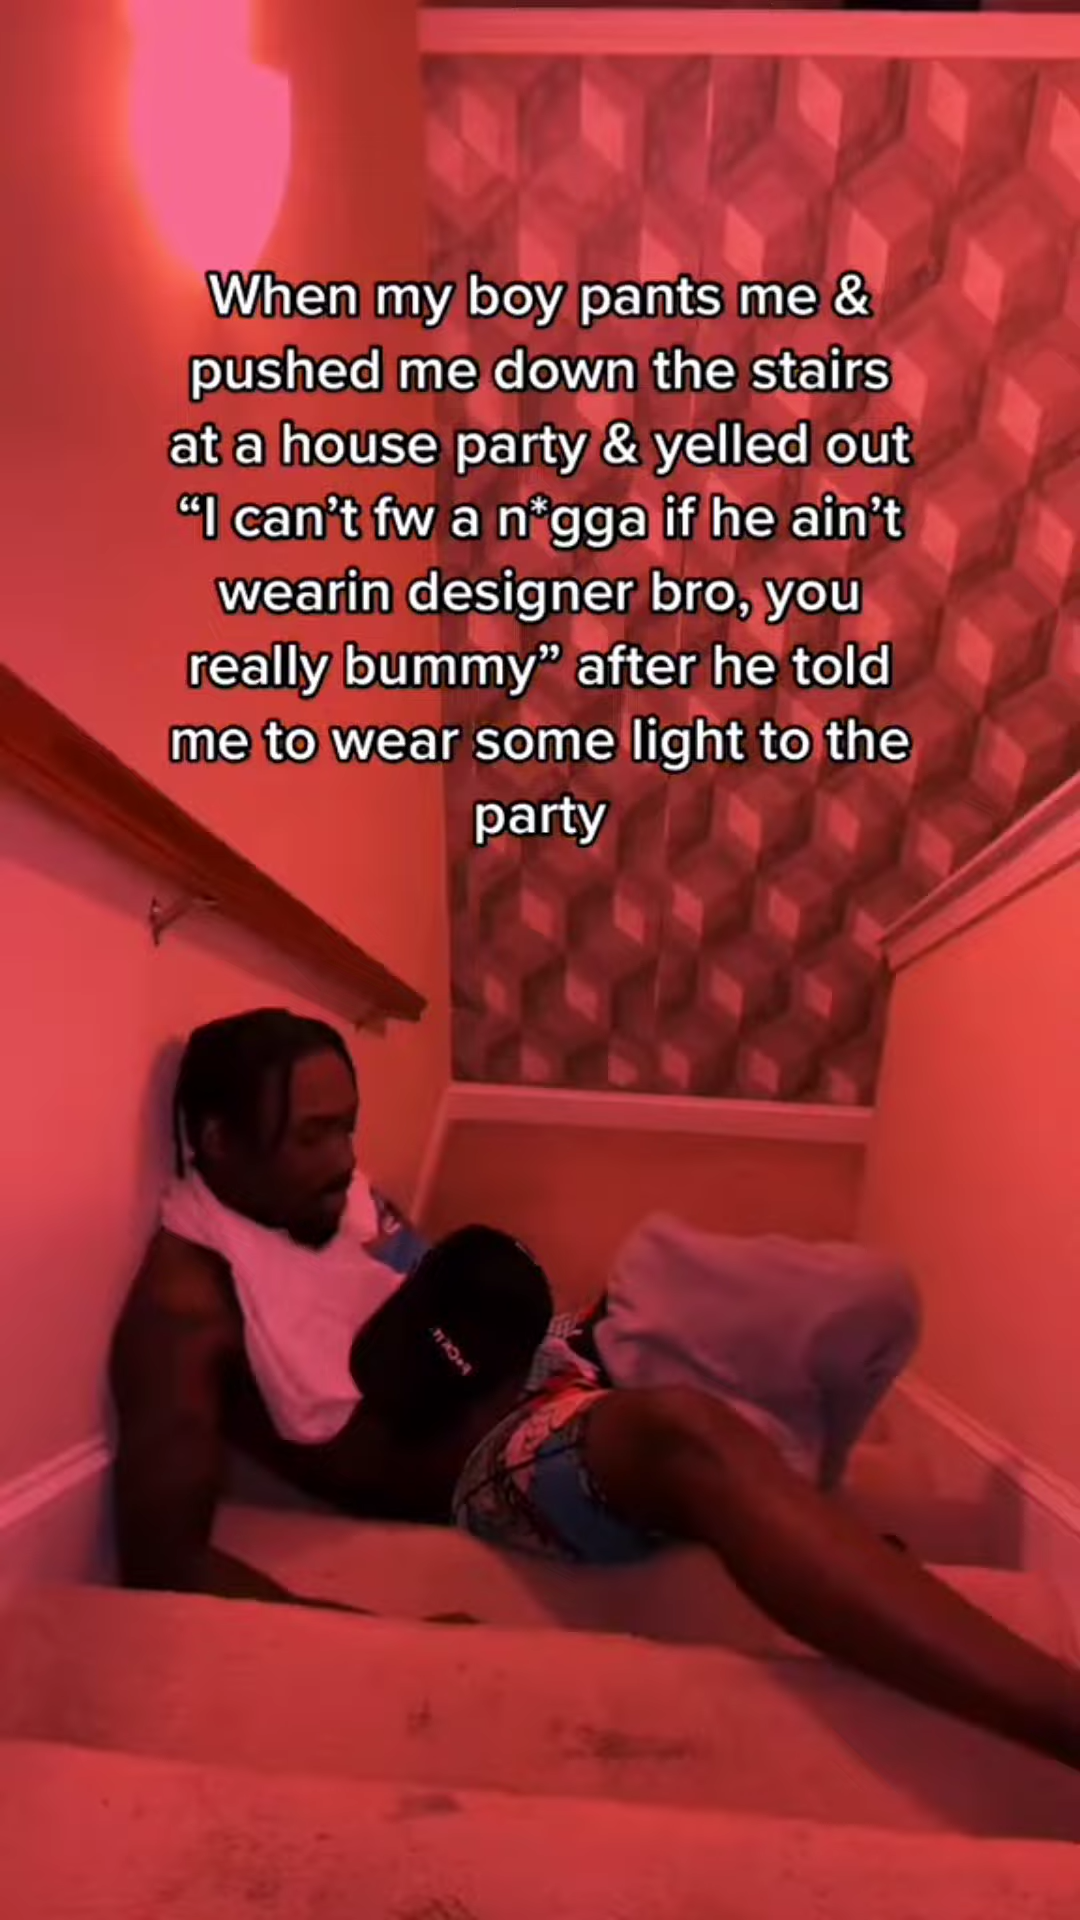 When my boy pants me &
pushed me down the stairs
at a house party & yelled out
“I can’t fw a n*gga if he ain’t
wearin designer bro, you
really bummy” after he told
me to wear some light to the
party